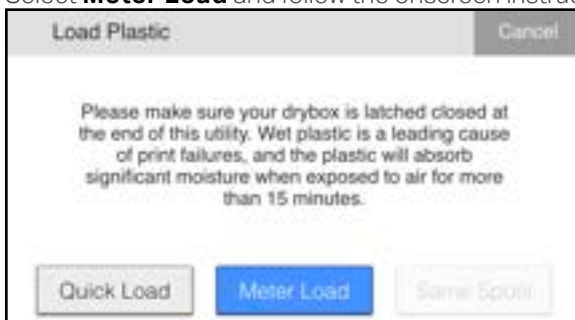 Select Meter Load and follow the onscreen instruc
Load Plastic
Cancel
Please make sure your drybox is latched closed at
the end of this utility. Wet plastic is a leading cause
of print failures, and the plastic will absorb
significant moisture when exposed to air for more
than 15 minutes.
Quick Load
Meter Load
Same Spool